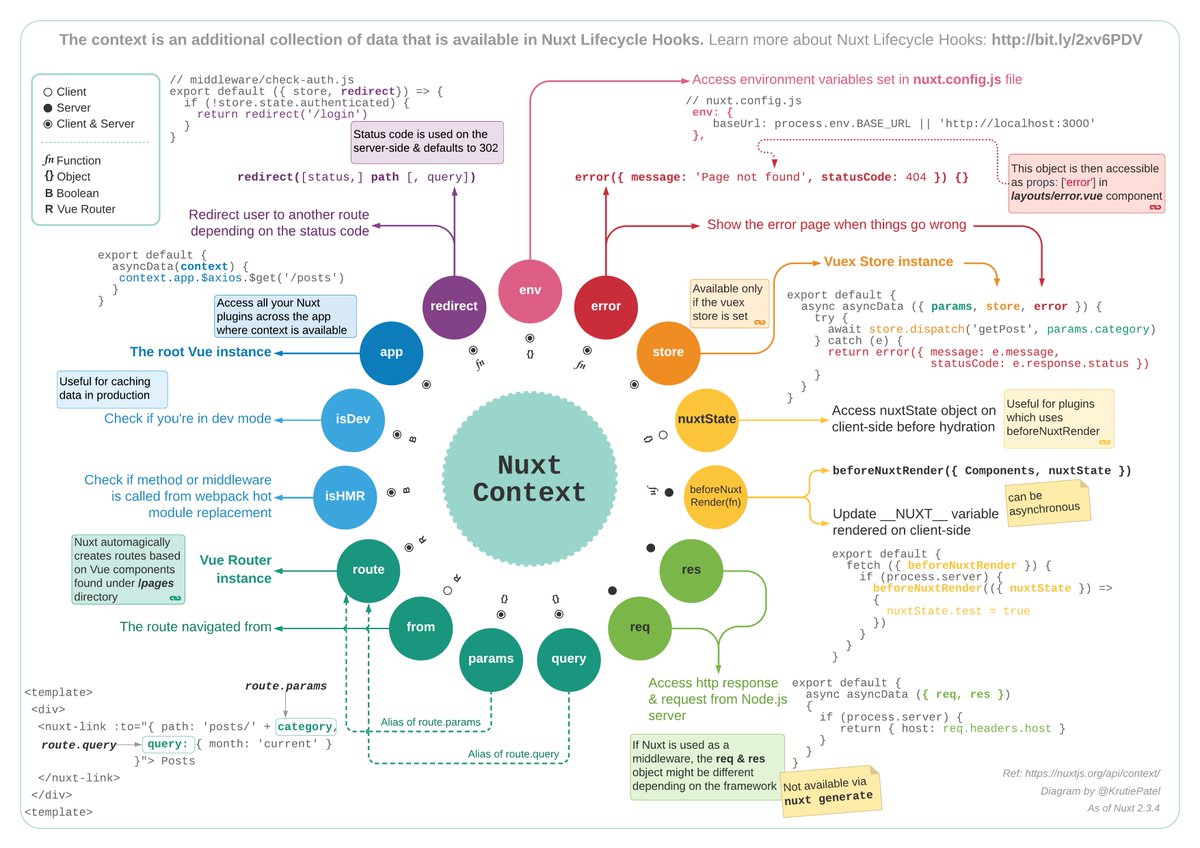 The context is an additional collection of data that is available in Nuxt Lifecycle Hooks. Learn more about Nuxt Lifecycle Hooks: http://bit.ly/2xv6PDV
Client
Server
Client & Server
fn Function
{} Object
B Boolean
R Vue Router
// middleware/check-auth.js
export default ({ store, redirect}) => {
if (!store.state.authenticated) {
return redirect('/login')
}
}
Status code is used on the
server-side & defaults to 302
redirect([status,] path [, query])
Redirect user to another route
depending on the status code
Access environment variables set in nuxt.config.js file
// nuxt.config.js
env: {
baseUrl: process.env.BASE_URL || 'http://localhost:3000'
},
error({ message: 'Page not found', statusCode: 404 }) {}
This object is then accessible
as props: ['error'] in
layouts/error.vue component
Show the error page when things go wrong
export default {
asyncData(context) {
context.app.$axios.$get('/posts')
}
}
Access all your Nuxt
plugins across the app
where context is available
The root Vue instance
Useful for caching
data in production
Check if you're in dev mode
Check if method or middleware
is called from webpack hot
module replacement
Nuxt automagically
creates routes based
on Vue components
found under /pages
directory
Vue Router
instance
The route navigated from
env
redirect
error
app
store
isDev
nuxtState
isHMR
beforeNuxt
Render(fn)
route
res
from
req
params
query
fn
{}
fn
B
{}
B
fn
R
R
{}
{}
Nuxt
Context
Vuex Store instance
Available only
if the vuex
store is set
export default {
async asyncData ({ params, store, error }) {
try {
await store.dispatch('getPost', params.category)
} catch (e) {
return error({ message: e.message,
statusCode: e.response.status })
}
}
}
Access nuxtState object on
client-side before hydration
Useful for plugins
which uses
beforeNuxtRender
beforeNuxtRender({ Components, nuxtState })
Update __NUXT__ variable
rendered on client-side
can be
asynchronous
export default {
fetch ({ beforeNuxtRender }) {
if (process.server) {
beforeNuxtRender(({ nuxtState }) =>
{
nuxtState.test = true
})
}
}
}
Access http response
& request from Node.js
server
export default {
async asyncData ({ req, res })
{
if (process.server) {
return { host: req.headers.host }
}
}
}
If Nuxt is used as a
middleware, the req & res
object might be different
depending on the framework
Not available via
nuxt generate
route.params
<template>
<div>
<nuxt-link :to="{ path: 'posts/' + category,
route.query query: { month: 'current' }
}"> Posts
</nuxt-link>
</div>
<template>
Alias of route.params
Alias of route.query
Ref: https://nuxtjs.org/api/context/
Diagram by @KrutiePatel
As of Nuxt 2.3.4